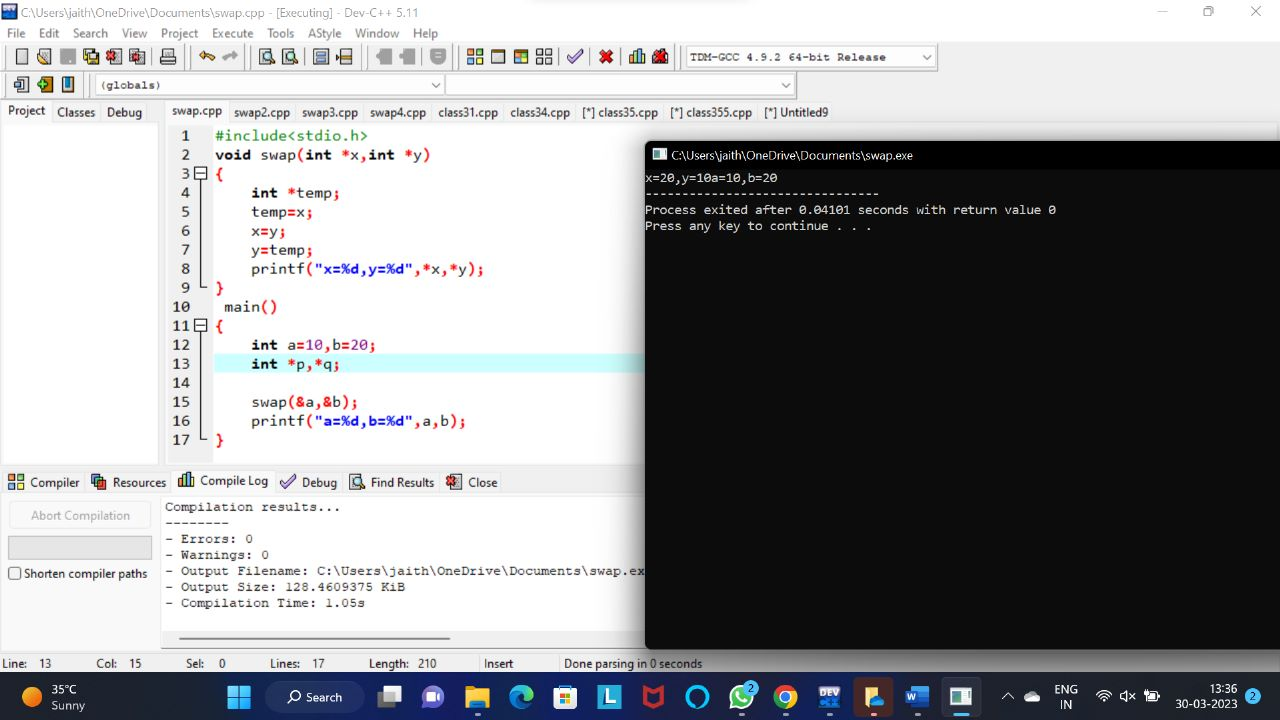 C:\Users\jaith\OneDrive\Documents\swap.cpp - [Executing] - Dev-C++ 5.11
File Edit Search View Project Execute Tools AStyle Window Help
TDM-GCC 4.9.2 64-bit Release
(globals)
Project Classes Debug
swap.cpp swap2.cpp swap3.cpp swap4.cpp class31.cpp class34.cpp [*] class35.cpp [*] class355.cpp [*] Untitled9
1 #include<stdio.h>
2 void swap(int *x,int *y)
3 {
4 int *temp;
5 temp=x;
6 x=y;
7 y=temp;
8 printf("x=%d,y=%d",*x,*y);
9 }
10 main()
11 {
12 int a=10,b=20;
13 int *p,*q;
14
15 swap(&a,&b);
16 printf("a=%d,b=%d",a,b);
17 }
C:\Users\jaith\OneDrive\Documents\swap.exe
x=20,y=10a=10,b=20
--------------------------------
Process exited after 0.04101 seconds with return value 0
Press any key to continue . . .
Compiler Resources Compile Log Debug Find Results Close
Abort Compilation
Shorten compiler paths
Compilation results...
--------
- Errors: 0
- Warnings: 0
- Output Filename: C:\Users\jaith\OneDrive\Documents\swap.ex
- Output Size: 128.4609375 KiB
- Compilation Time: 1.05s
Line: 13 Col: 15 Sel: 0 Lines: 17 Length: 210 Insert Done parsing in 0 seconds
35°C
Sunny
Search
L
2
DEV
C++
W
ENG
IN
13:36
30-03-2023
2